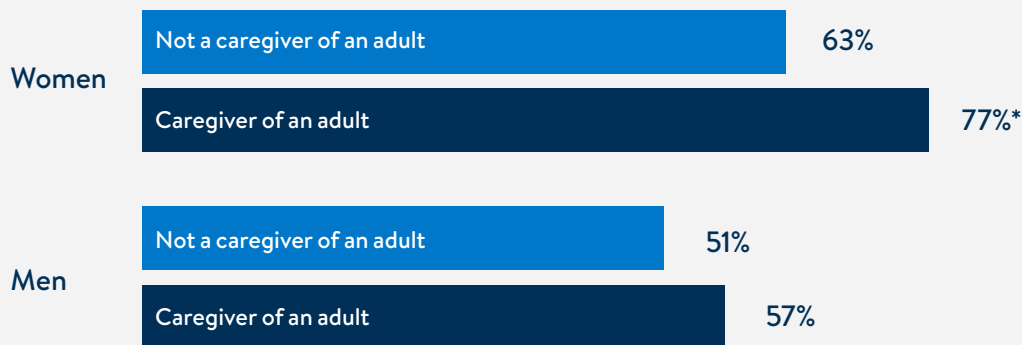 Women
Not a caregiver of an adult 63%
Caregiver of an adult 77%*
Men
Not a caregiver of an adult 51%
Caregiver of an adult 57%